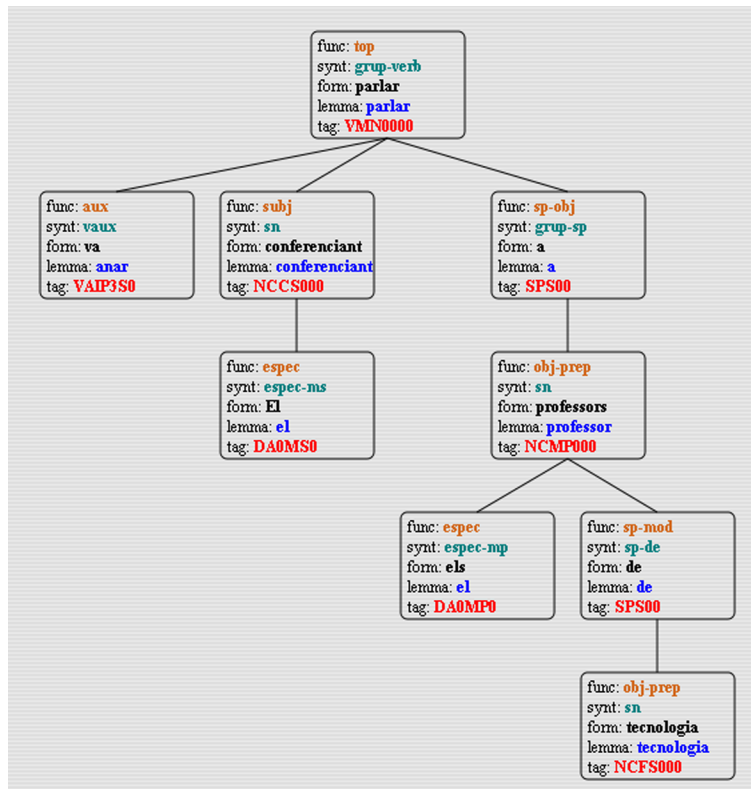 func: top
synt: grup-verb
form: parlar
lemma: parlar
tag: VMN0000
func: aux
synt: vaux
form: va
lemma: anar
tag: VAIP3S0
func: subj
synt: sn
form: conferenciant
lemma: conferenciant
tag: NCCS000
func: sp-obj
synt: grup-sp
form: a
lemma: a
tag: SPS00
func: espec
synt: espec-ms
form: El
lemma: el
tag: DA0MS0
func: obj-prep
synt: sn
form: professors
lemma: professor
tag: NCMP000
func: espec
synt: espec-mp
form: els
lemma: el
tag: DA0MP0
func: sp-mod
synt: sp-de
form: de
lemma: de
tag: SPS00
func: obj-prep
synt: sn
form: tecnologia
lemma: tecnologia
tag: NCFS000